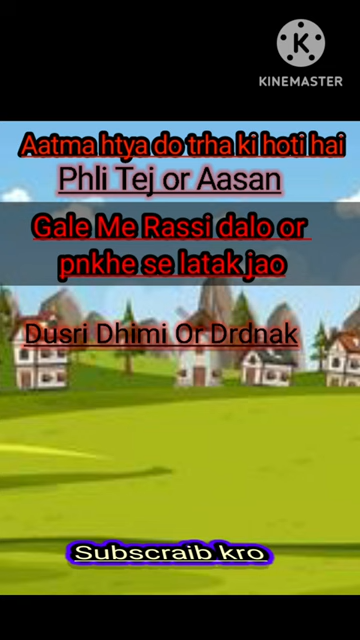 KINEMASTER
Aatma htya do trha ki hoti hai
Phli Tej or Aasan
Gale Me Rassi dalo or
pnkhe se latak jao
Dusri Dhimi Or Drdnak
Subscraib kro